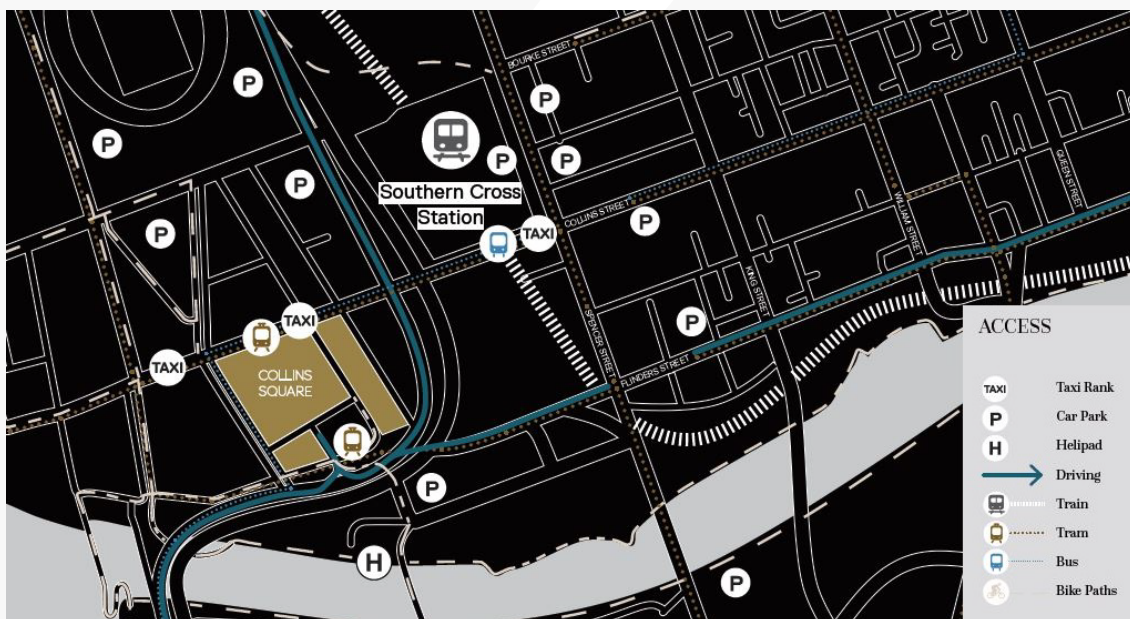 BOURKE STREET
P
P
P
P
P
P
Southern Cross
Station
P
QUEEN STREET
WILLIAM STREET
COLLINS STREET
P
P
TAXI
KING STREET
TAXI
SPENCER STREET
P
TAXI
COLLINS
SQUARE
FLINDERS STREET
P
H
P
ACCESS
TAXI Taxi Rank
P Car Park
H Helipad
Driving
Train
Tram
Bus
Bike Paths